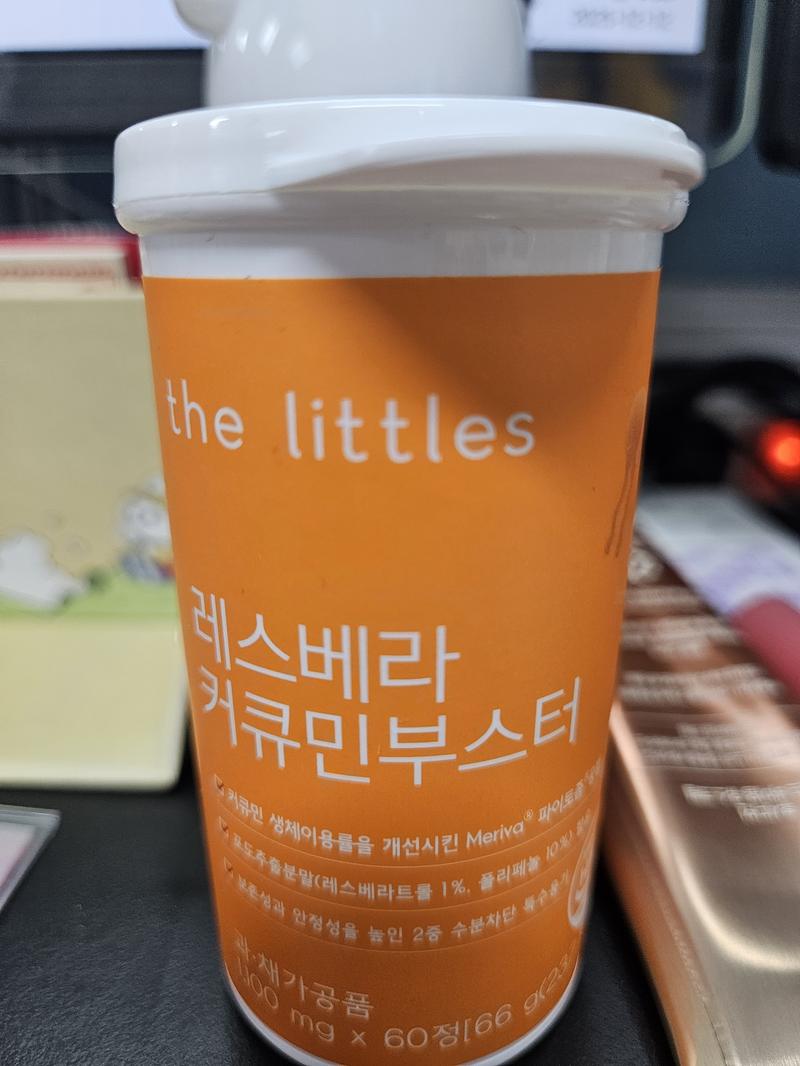 the littles
레스베라
커큐민부스터
커큐민 생체이용률을 개선시킨 Meriva® 파이토좀
포도추출분말(레스베라트롤 1%, 폴리페놀 10%)
보존성과 안정성을 높인 2중 수분차단 특수용기
과·채가공품
1,100 mg x 60정[66 g(23